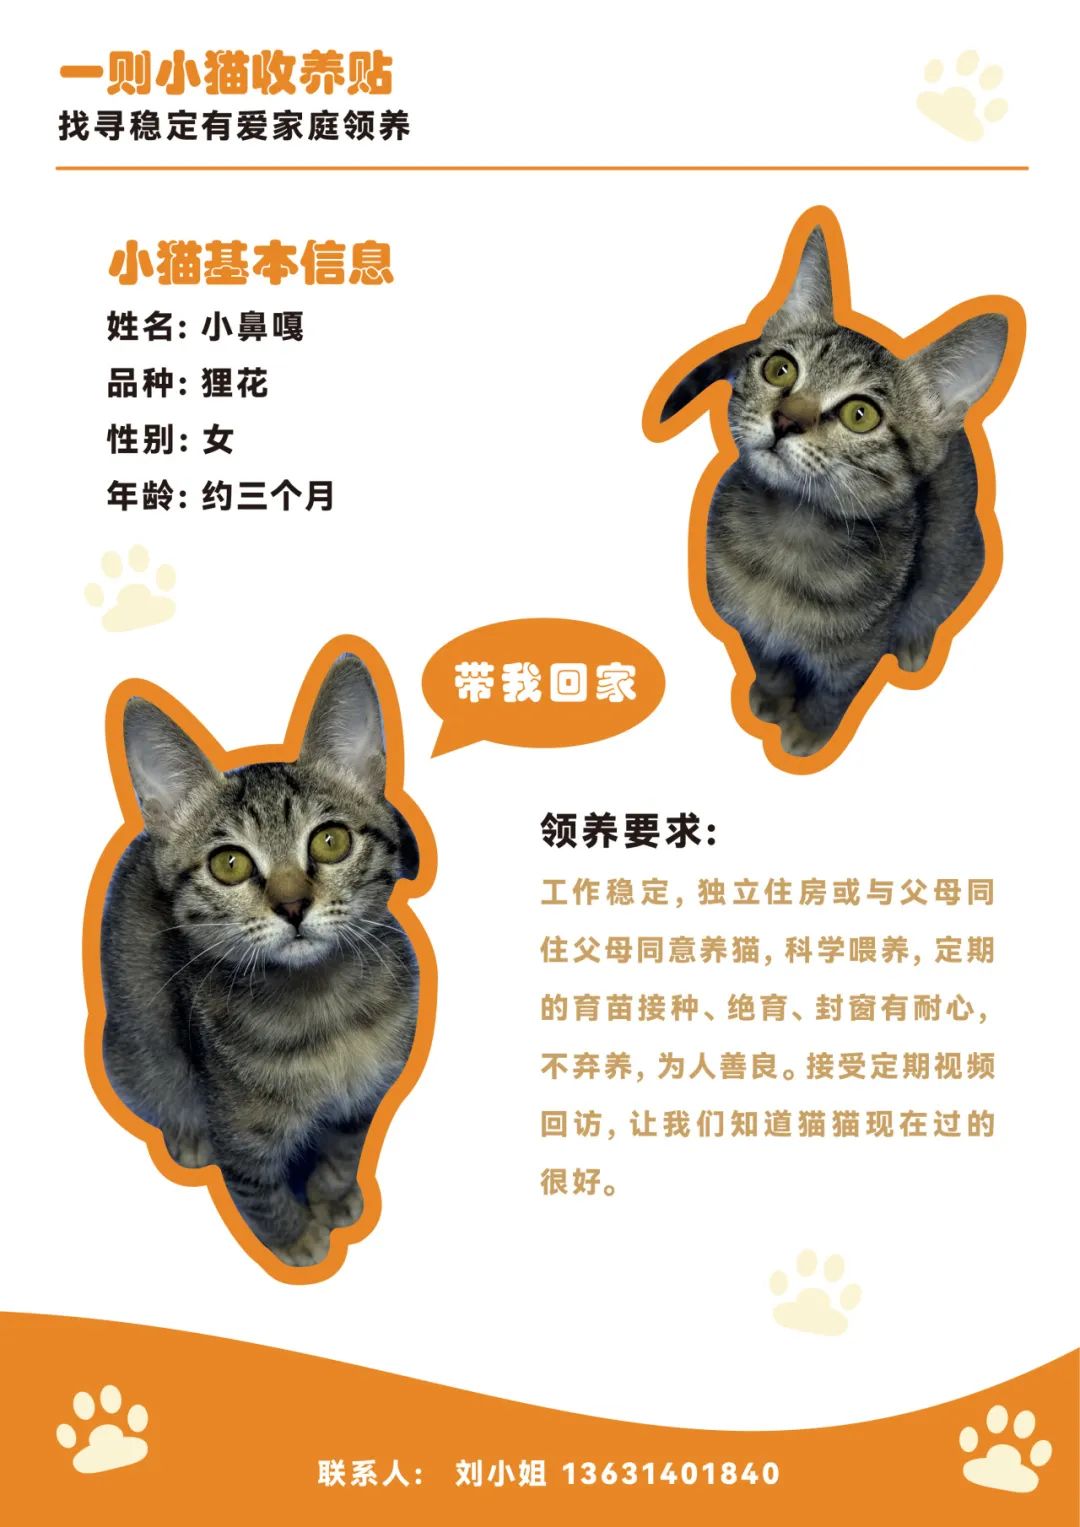 一则小猫收养贴
找寻稳定有爱家庭领养
小猫基本信息
姓名: 小鼻嘎
品种: 狸花
性别: 女
年龄: 约三个月
带我回家
领养要求:
工作稳定, 独立住房或与父母同
住父母同意养猫, 科学喂养, 定期
的育苗接种、绝育、封窗有耐心,
不弃养, 为人善良。接受定期视频
回访, 让我们知道猫猫现在过的
很好。
联系人: 刘小姐 13631401840